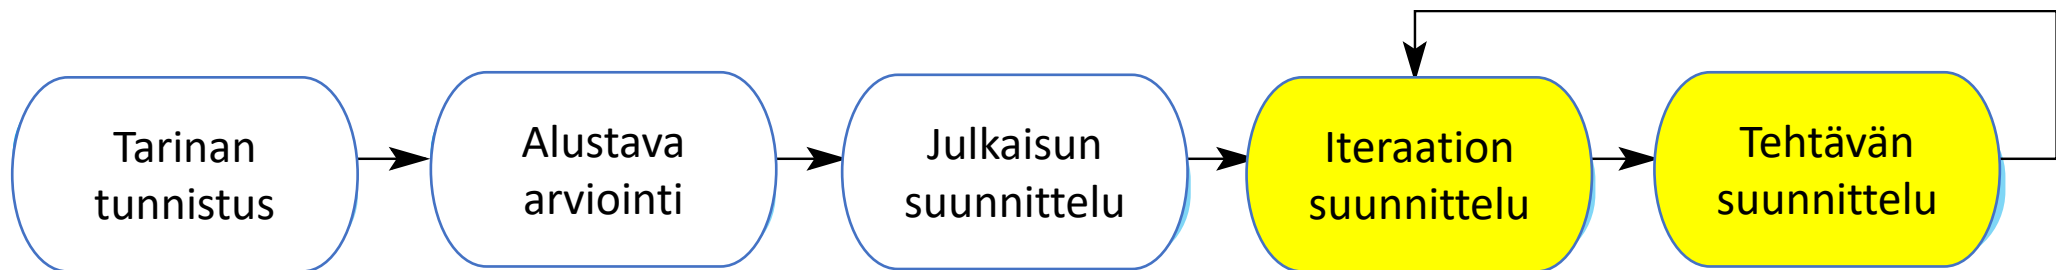 Tarinan
tunnistus
Alustava
arviointi
Julkaisun
suunnittelu
Iteraation
suunnittelu
Tehtävän
suunnittelu